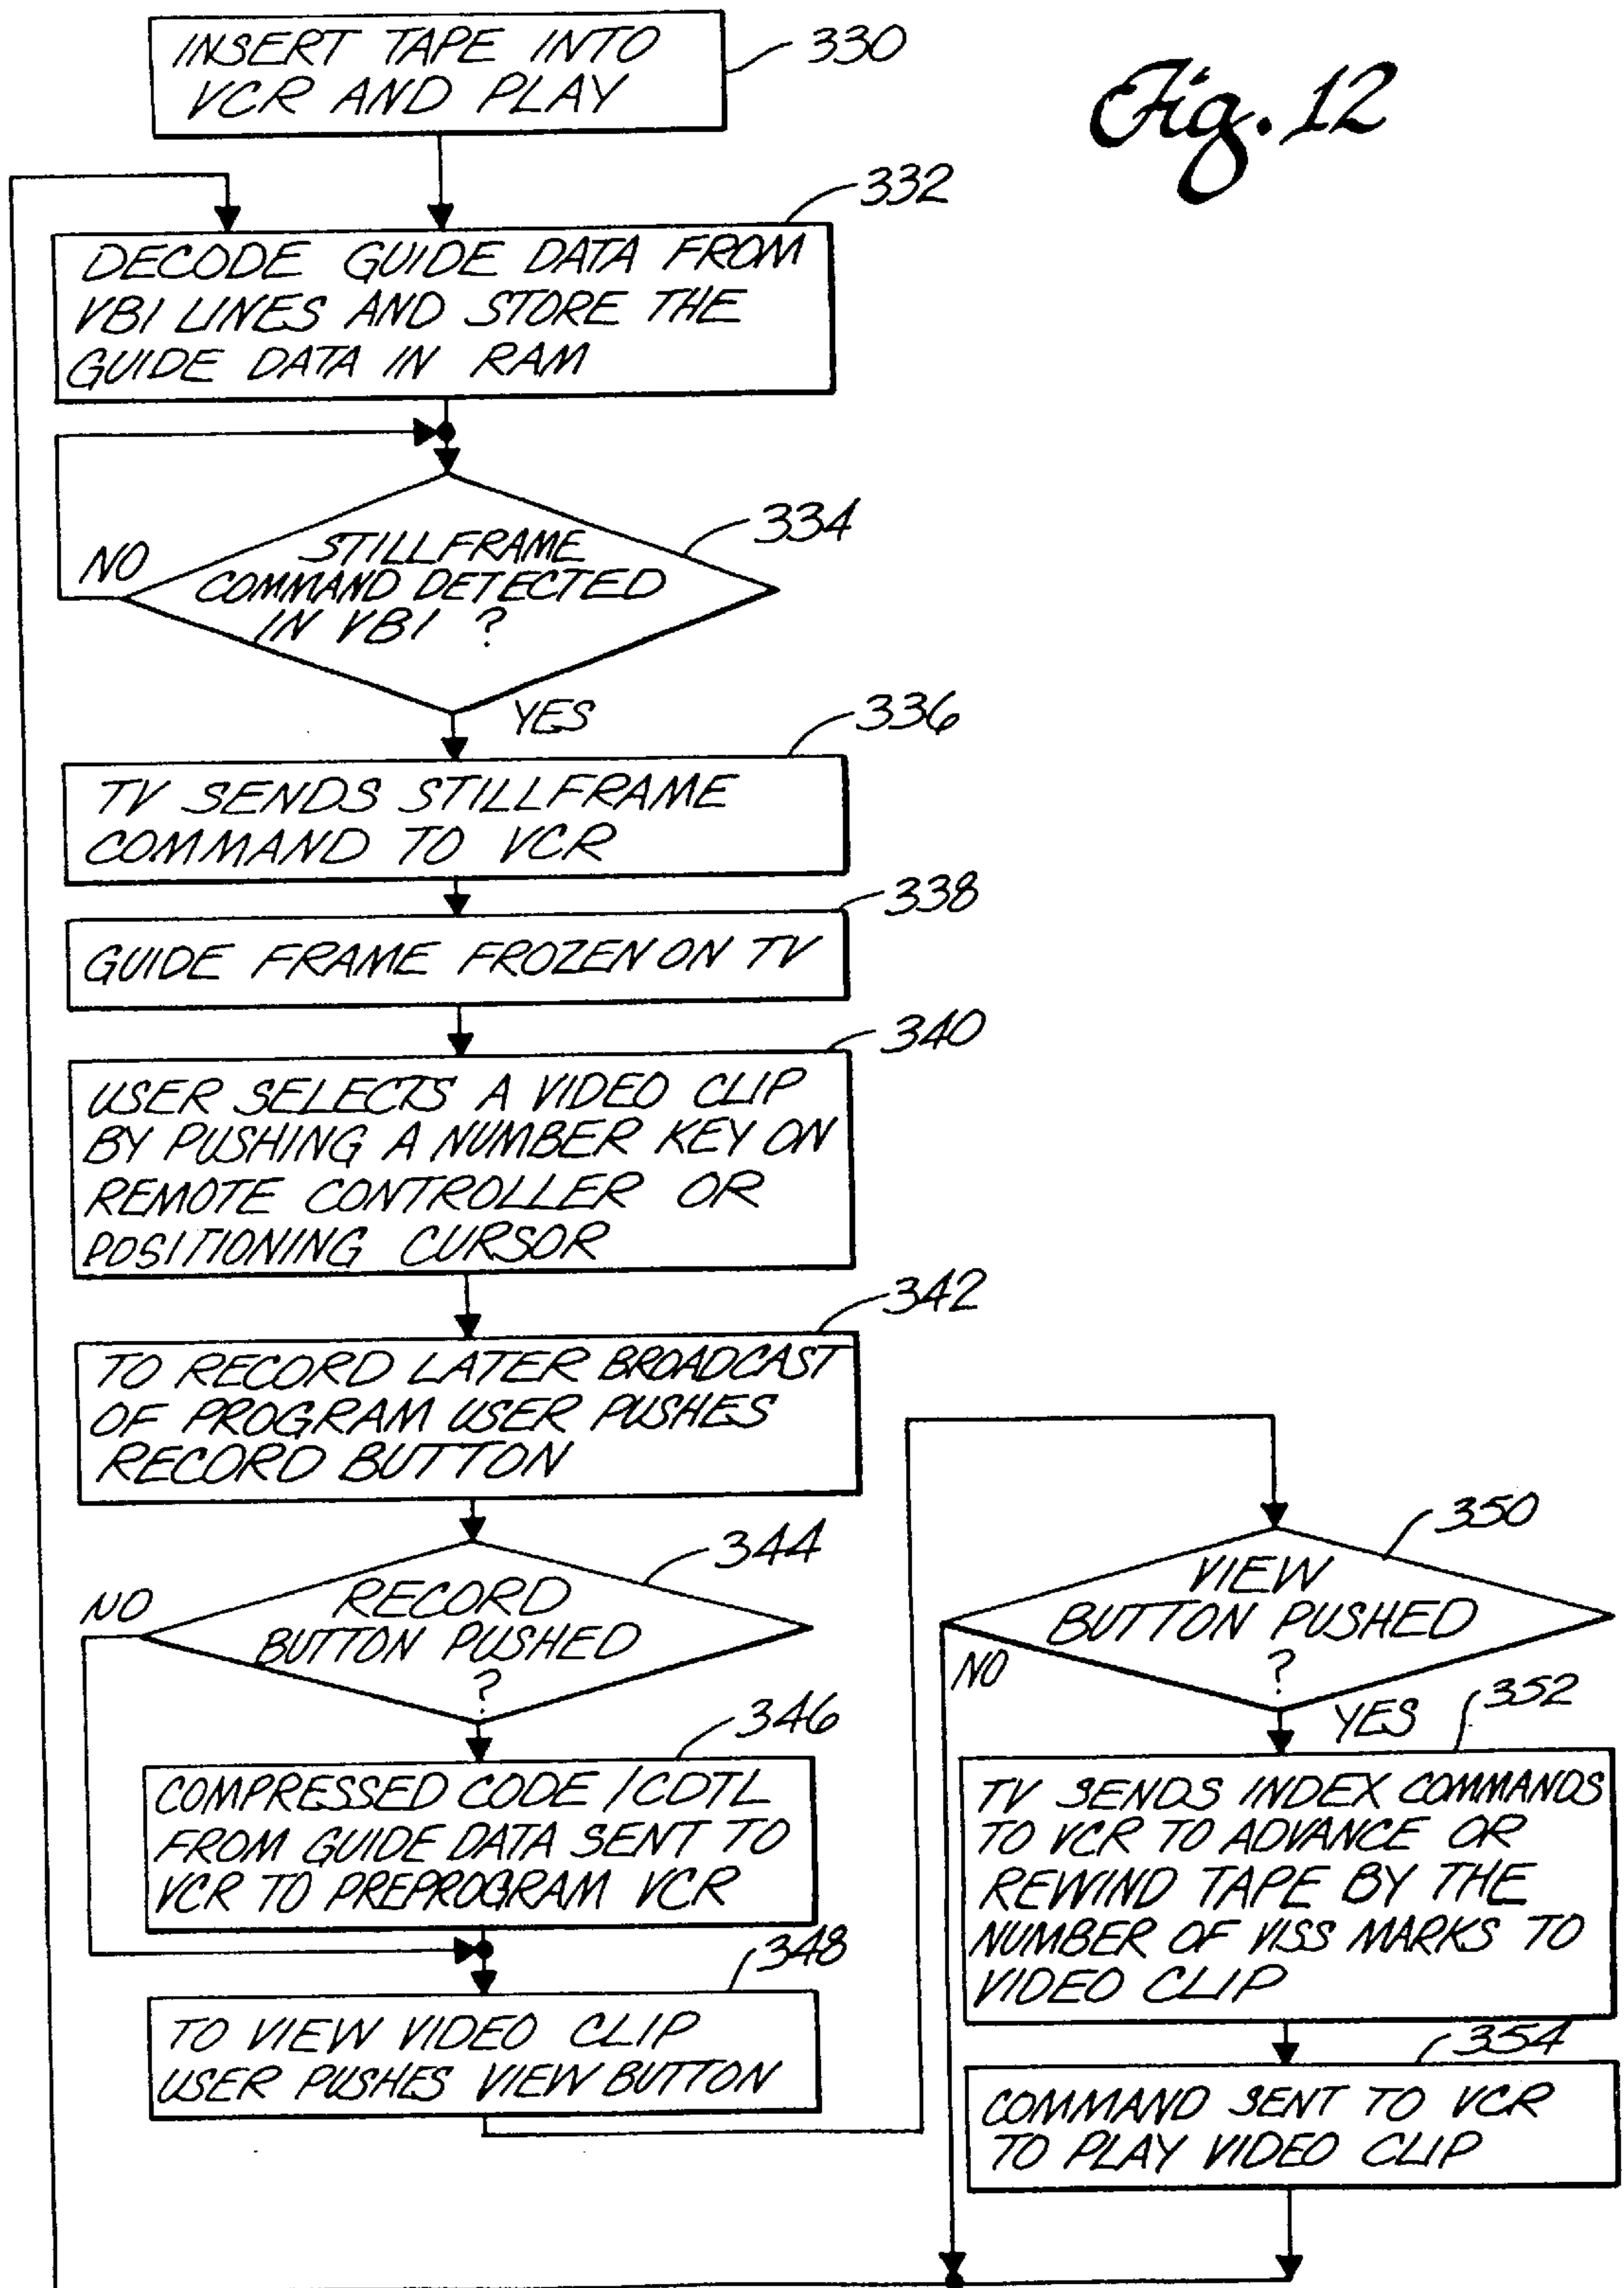 INSERT TAPE INTO
VCR AND PLAY
330
Fig. 12
332
DECODE GUIDE DATA FROM
VBI LINES AND STORE THE
GUIDE DATA IN RAM
334
NO
STILLFRAME
COMMAND DETECTED
IN VBI ?
YES
336
TV SENDS STILLFRAME
COMMAND TO VCR
338
GUIDE FRAME FROZEN ON TV
340
USER SELECTS A VIDEO CLIP
BY PUSHING A NUMBER KEY ON
REMOTE CONTROLLER OR
POSITIONING CURSOR
342
TO RECORD LATER BROADCAST
OF PROGRAM USER PUSHES
RECORD BUTTON
344
NO
RECORD
BUTTON PUSHED
?
346
COMPRESSED CODE /CDTL
FROM GUIDE DATA SENT TO
VCR TO PREPROGRAM VCR
348
TO VIEW VIDEO CLIP
USER PUSHES VIEW BUTTON
350
VIEW
BUTTON PUSHED
?
NO
YES
352
TV SENDS INDEX COMMANDS
TO VCR TO ADVANCE OR
REWIND TAPE BY THE
NUMBER OF VISS MARKS TO
VIDEO CLIP
354
COMMAND SENT TO VCR
TO PLAY VIDEO CLIP